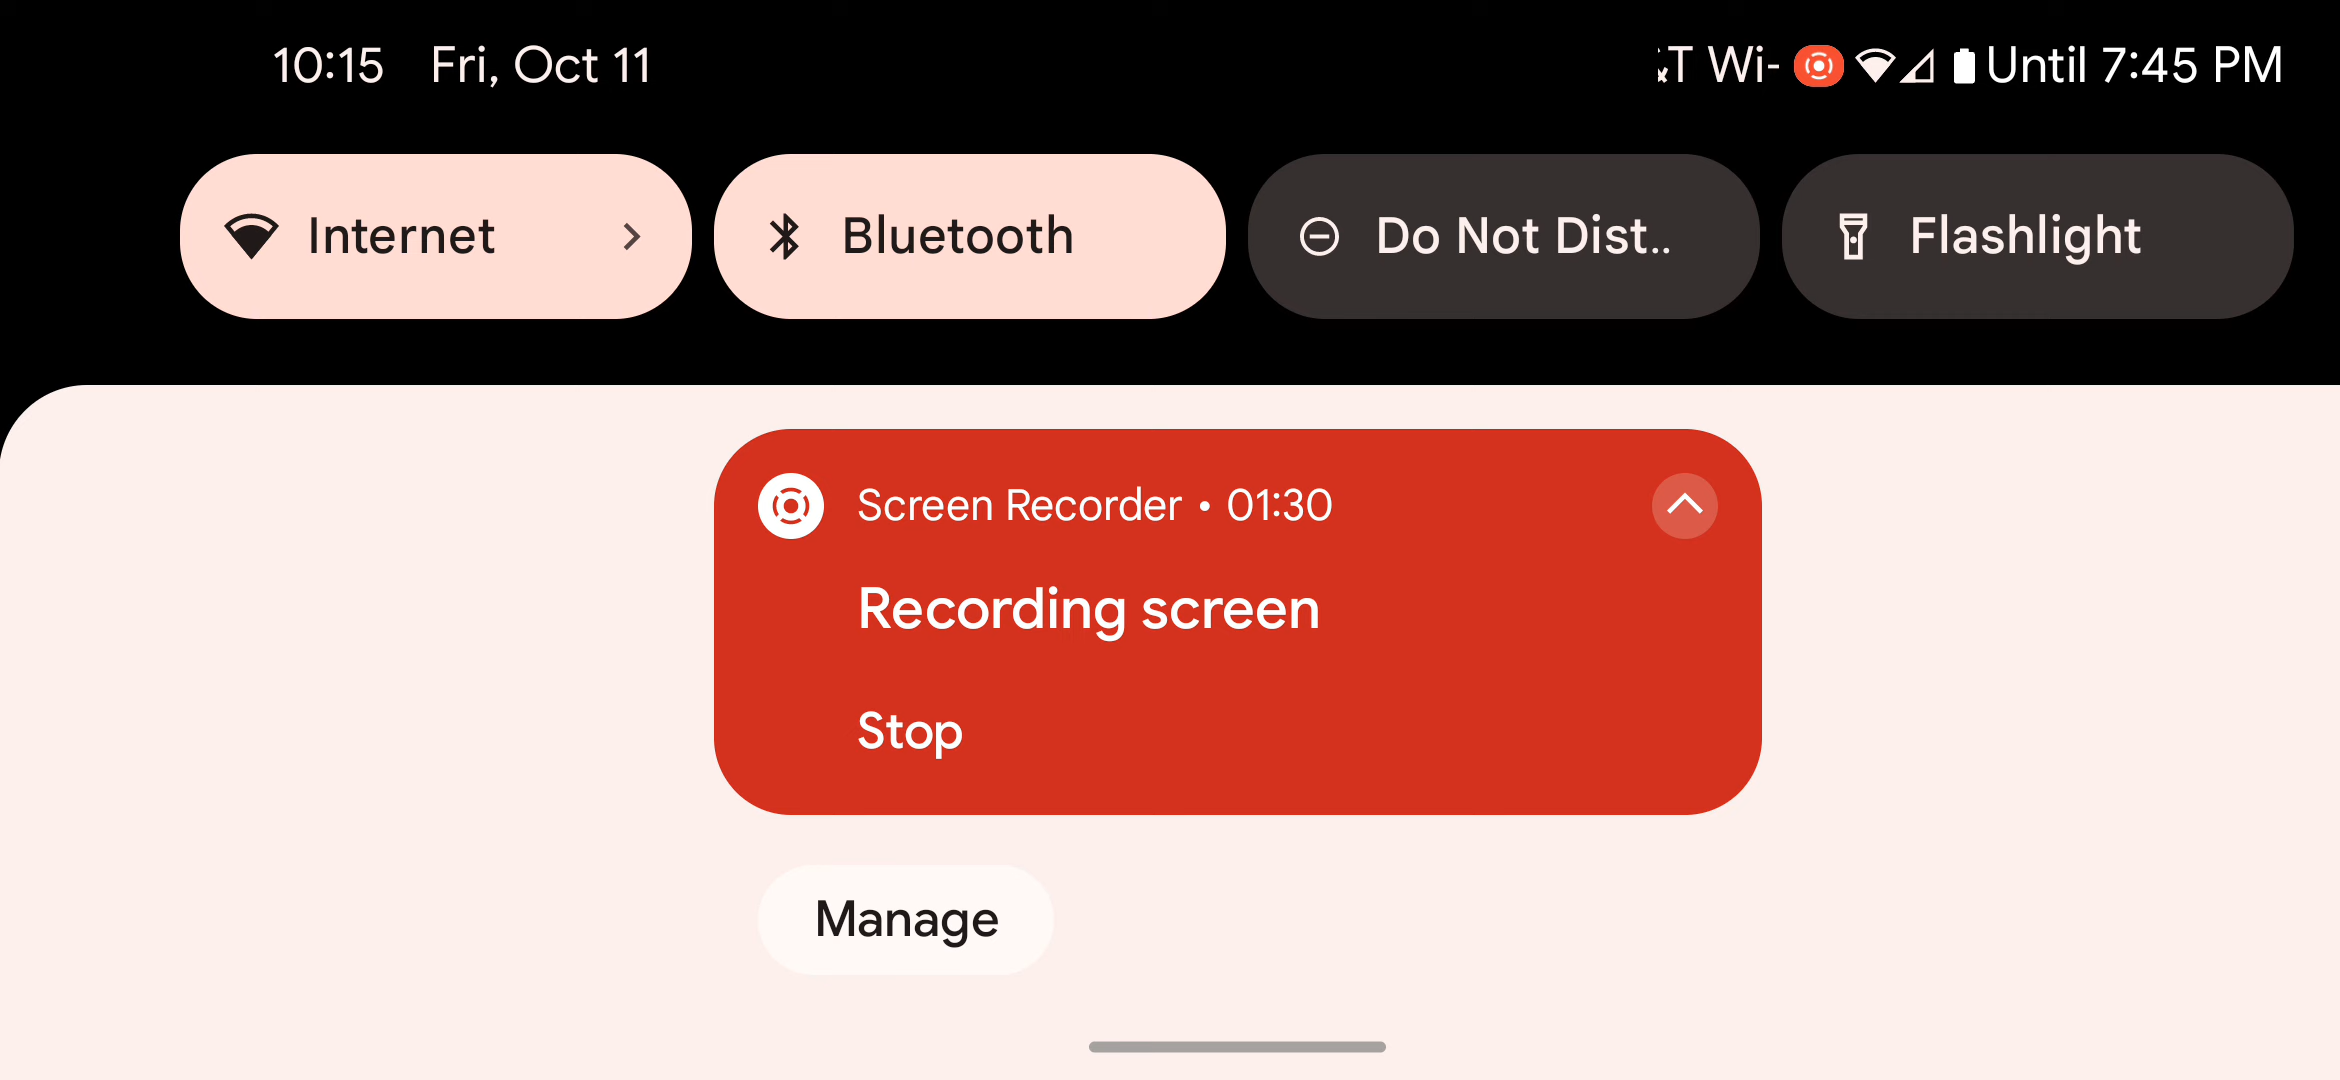 10:15 Fri, Oct 11
T Wi- Until 7:45 PM
Internet
Bluetooth
Do Not Dist..
Flashlight
Screen Recorder • 01:30
Recording screen
Stop
Manage